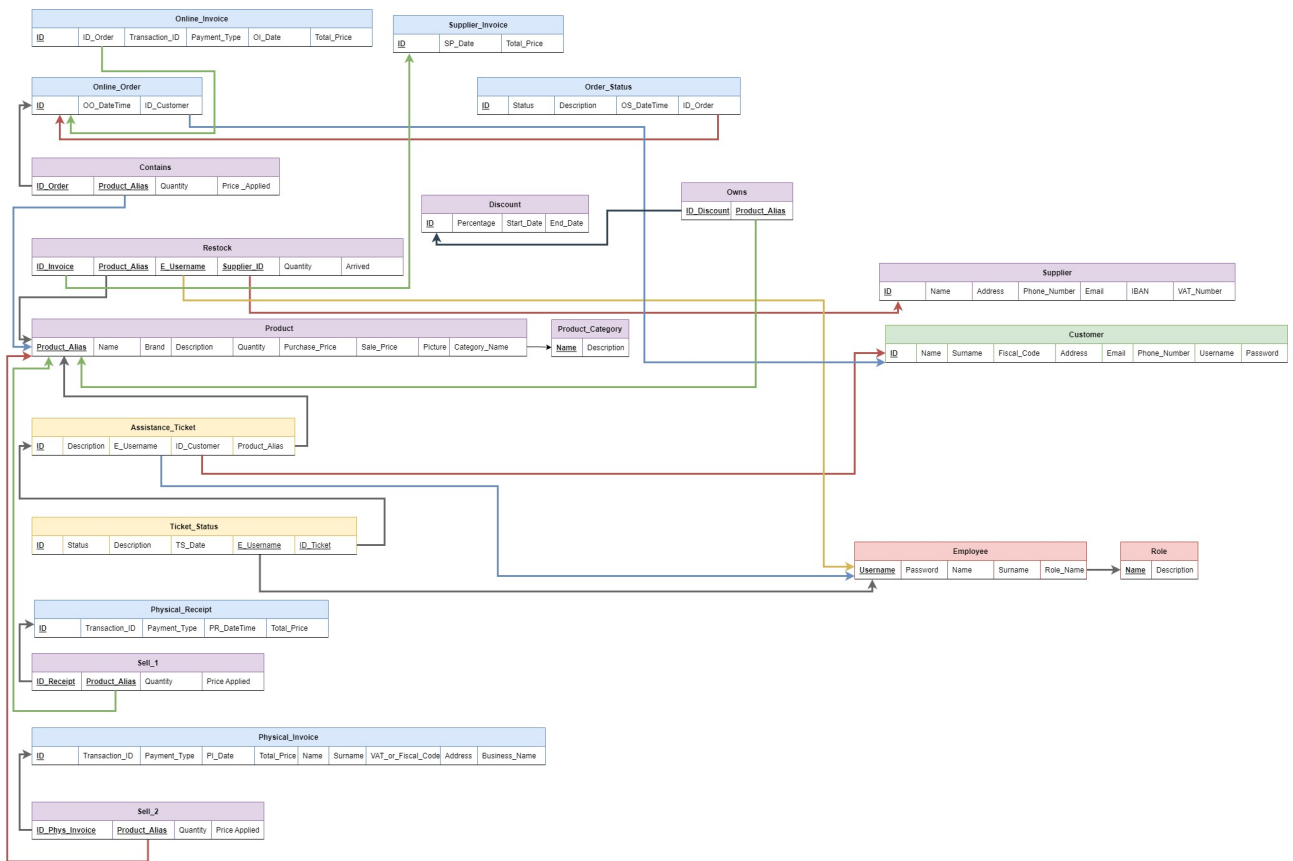 Online_Invoice
ID ID_Order Transaction_ID Payment_Type OI_Date Total_Price
Supplier_Invoice
ID SP_Date Total_Price
Online_Order
ID OO_DateTime ID_Customer
Order_Status
ID Status Description OS_DateTime ID_Order
Contains
ID_Order Product_Alias Quantity Price _Applied
Discount
ID Percentage Start_Date End_Date
Owns
ID_Discount Product_Alias
Restock
ID_Invoice Product_Alias E_Username Supplier_ID Quantity Arrived
Supplier
ID Name Address Phone_Number Email IBAN VAT_Number
Product
Product_Alias Name Brand Description Quantity Purchase_Price Sale_Price Picture Category_Name
Product_Category
Name Description
Customer
ID Name Surname Fiscal_Code Address Email Phone_Number Username Password
Assistance_Ticket
ID Description E_Username ID_Customer Product_Alias
Ticket_Status
ID Status Description TS_Date E_Username ID_Ticket
Employee
Username Password Name Surname Role_Name
Role
Name Description
Physical_Receipt
ID Transaction_ID Payment_Type PR_DateTime Total_Price
Sell_1
ID_Receipt Product_Alias Quantity Price Applied
Physical_Invoice
ID Transaction_ID Payment_Type PI_Date Total_Price Name Surname VAT_or_Fiscal_Code Address Business_Name
Sell_2
ID_Phys_Invoice Product_Alias Quantity Price Applied